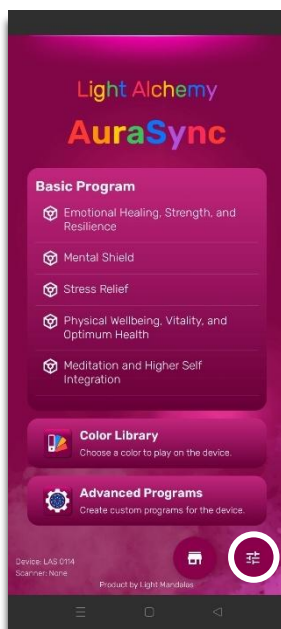 Light Alchemy
AuraSync
Basic Program
Emotional Healing, Strength, and
Resilience
Mental Shield
Stress Relief
Physical Wellbeing, Vitality, and
Optimum Health
Meditation and Higher Self
Integration
Color Library
Choose a color to play on the device.
Advanced Programs
Create custom programs for the device.
Device: LAS 0114
Scanner: None
Product by Light Mandalas